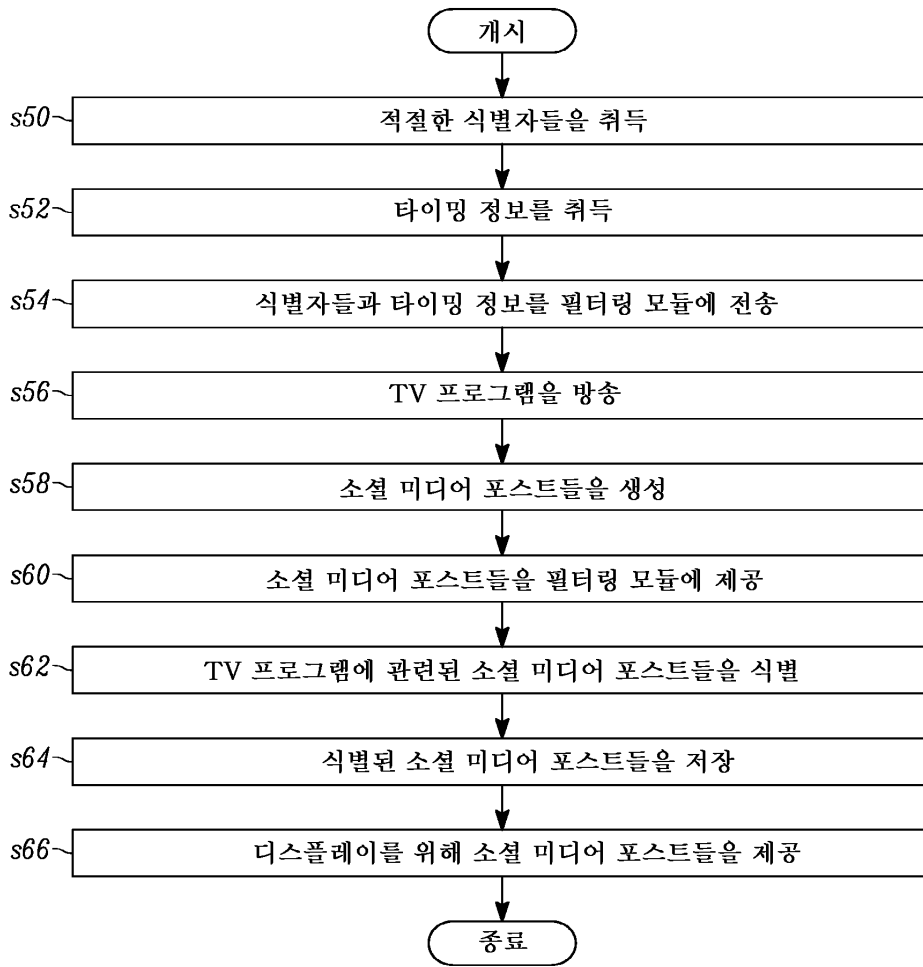 개시
s50 적절한 식별자들을 취득
s52 타이밍 정보를 취득
s54 식별자들과 타이밍 정보를 필터링 모듈에 전송
s56 TV 프로그램을 방송
s58 소셜 미디어 포스트들을 생성
s60 소셜 미디어 포스트들을 필터링 모듈에 제공
s62 TV 프로그램에 관련된 소셜 미디어 포스트들을 식별
s64 식별된 소셜 미디어 포스트들을 저장
s66 디스플레이를 위해 소셜 미디어 포스트들을 제공
종료